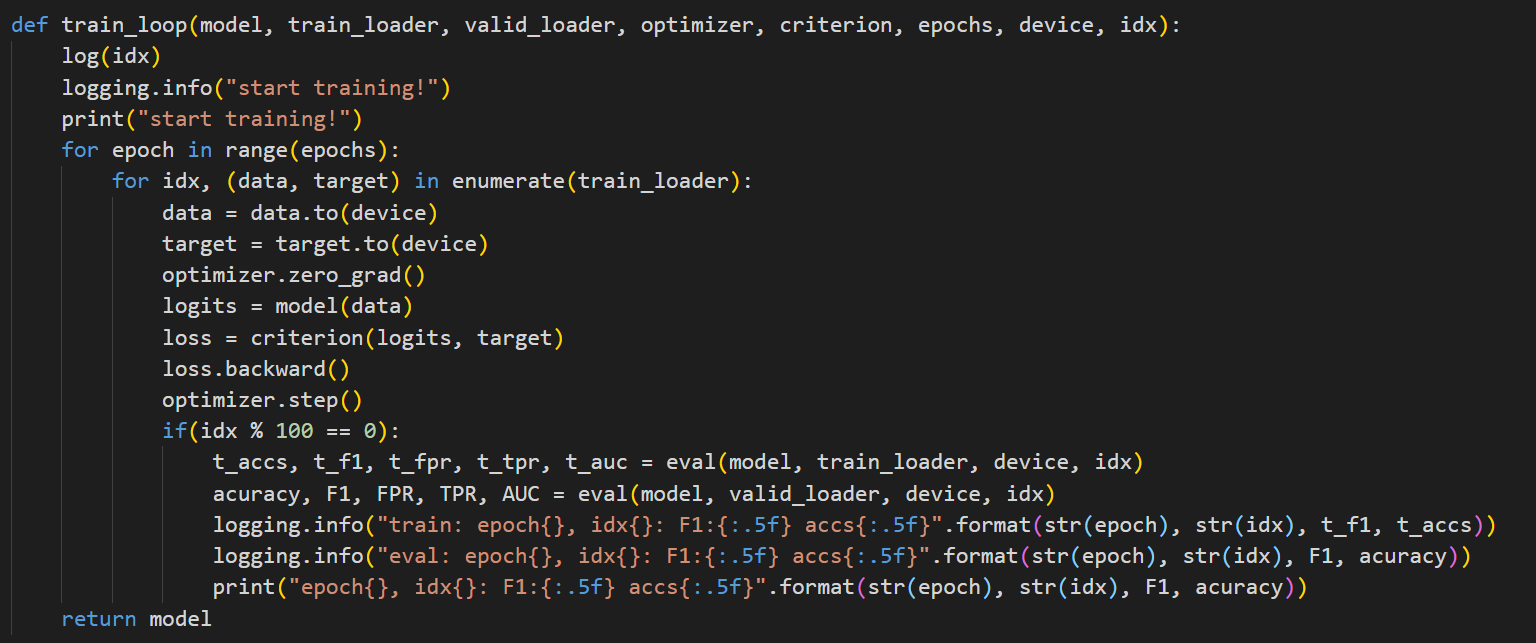 def train_loop(model, train_loader, valid_loader, optimizer, criterion, epochs, device, idx):
    log(idx)
    logging.info("start training!")
    print("start training!")
    for epoch in range(epochs):
        for idx, (data, target) in enumerate(train_loader):
            data = data.to(device)
            target = target.to(device)
            optimizer.zero_grad()
            logits = model(data)
            loss = criterion(logits, target)
            loss.backward()
            optimizer.step()
            if(idx % 100 == 0):
                t_accs, t_f1, t_fpr, t_tpr, t_auc = eval(model, train_loader, device, idx)
                acuracy, F1, FPR, TPR, AUC = eval(model, valid_loader, device, idx)
                logging.info("train: epoch{}, idx{}: F1:{:.5f} accs{:.5f}".format(str(epoch), str(idx), t_f1, t_accs))
                logging.info("eval: epoch{}, idx{}: F1:{:.5f} accs{:.5f}".format(str(epoch), str(idx), F1, acuracy))
                print("epoch{}, idx{}: F1:{:.5f} accs{:.5f}".format(str(epoch), str(idx), F1, acuracy))
    return model